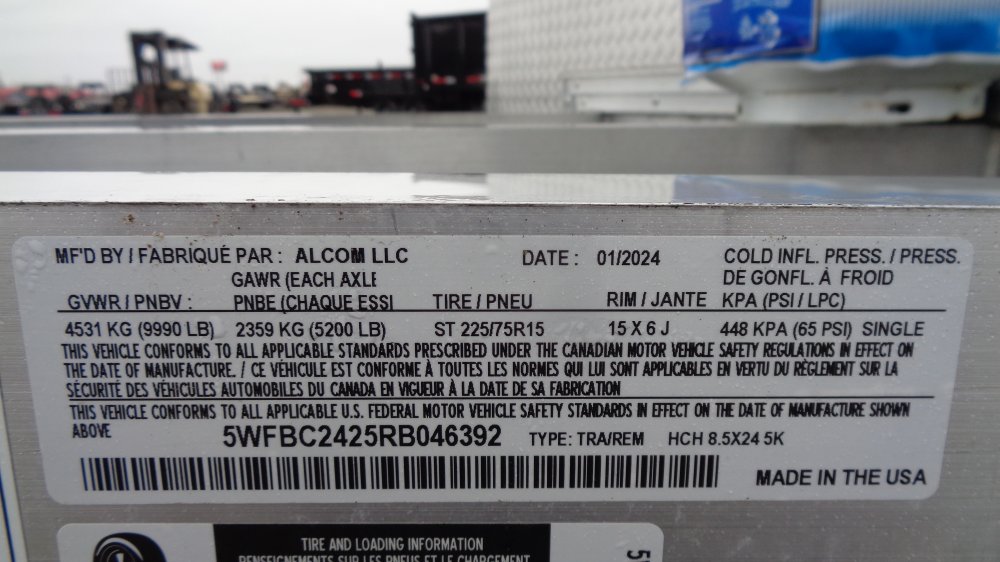 MF'D BY / FABRIQUÉ PAR : ALCOM LLC DATE : 01/2024 COLD INFL. PRESS. / PRESS.
GAWR (EACH AXLE DE GONFL. À FROID
GVWR / PNBV : PNBE (CHAQUE ESSI TIRE / PNEU RIM / JANTE KPA (PSI / LPC)
4531 KG (9990 LB) 2359 KG (5200 LB) ST 225/75R15 15 X 6 J 448 KPA (65 PSI) SINGLE
THIS VEHICLE CONFORMS TO ALL APPLICABLE STANDARDS PRESCRIBED UNDER THE CANADIAN MOTOR VEHICLE SAFETY REGULATIONS IN EFFECT ON
THE DATE OF MANUFACTURE. / CE VÉHICULE EST CONFORME À TOUTES LES NORMES QUI LUI SONT APPLICABLES EN VERTU DU RÈGLEMENT SUR LA
SÉCURITÉ DES VÉHICULES AUTOMOBILES DU CANADA EN VIGUEUR À LA DATE DE SA FABRICATION
THIS VEHICLE CONFORMS TO ALL APPLICABLE U.S. FEDERAL MOTOR VEHICLE SAFETY STANDARDS IN EFFECT ON THE DATE OF MANUFACTURE SHOWN
ABOVE 5WFBC2425RB046392 TYPE: TRA/REM HCH 8.5X24 5K
MADE IN THE USA
TIRE AND LOADING INFORMATION
RENSEIGNEMENTS SUR LES PNEUS ET LE CHARGEMENT